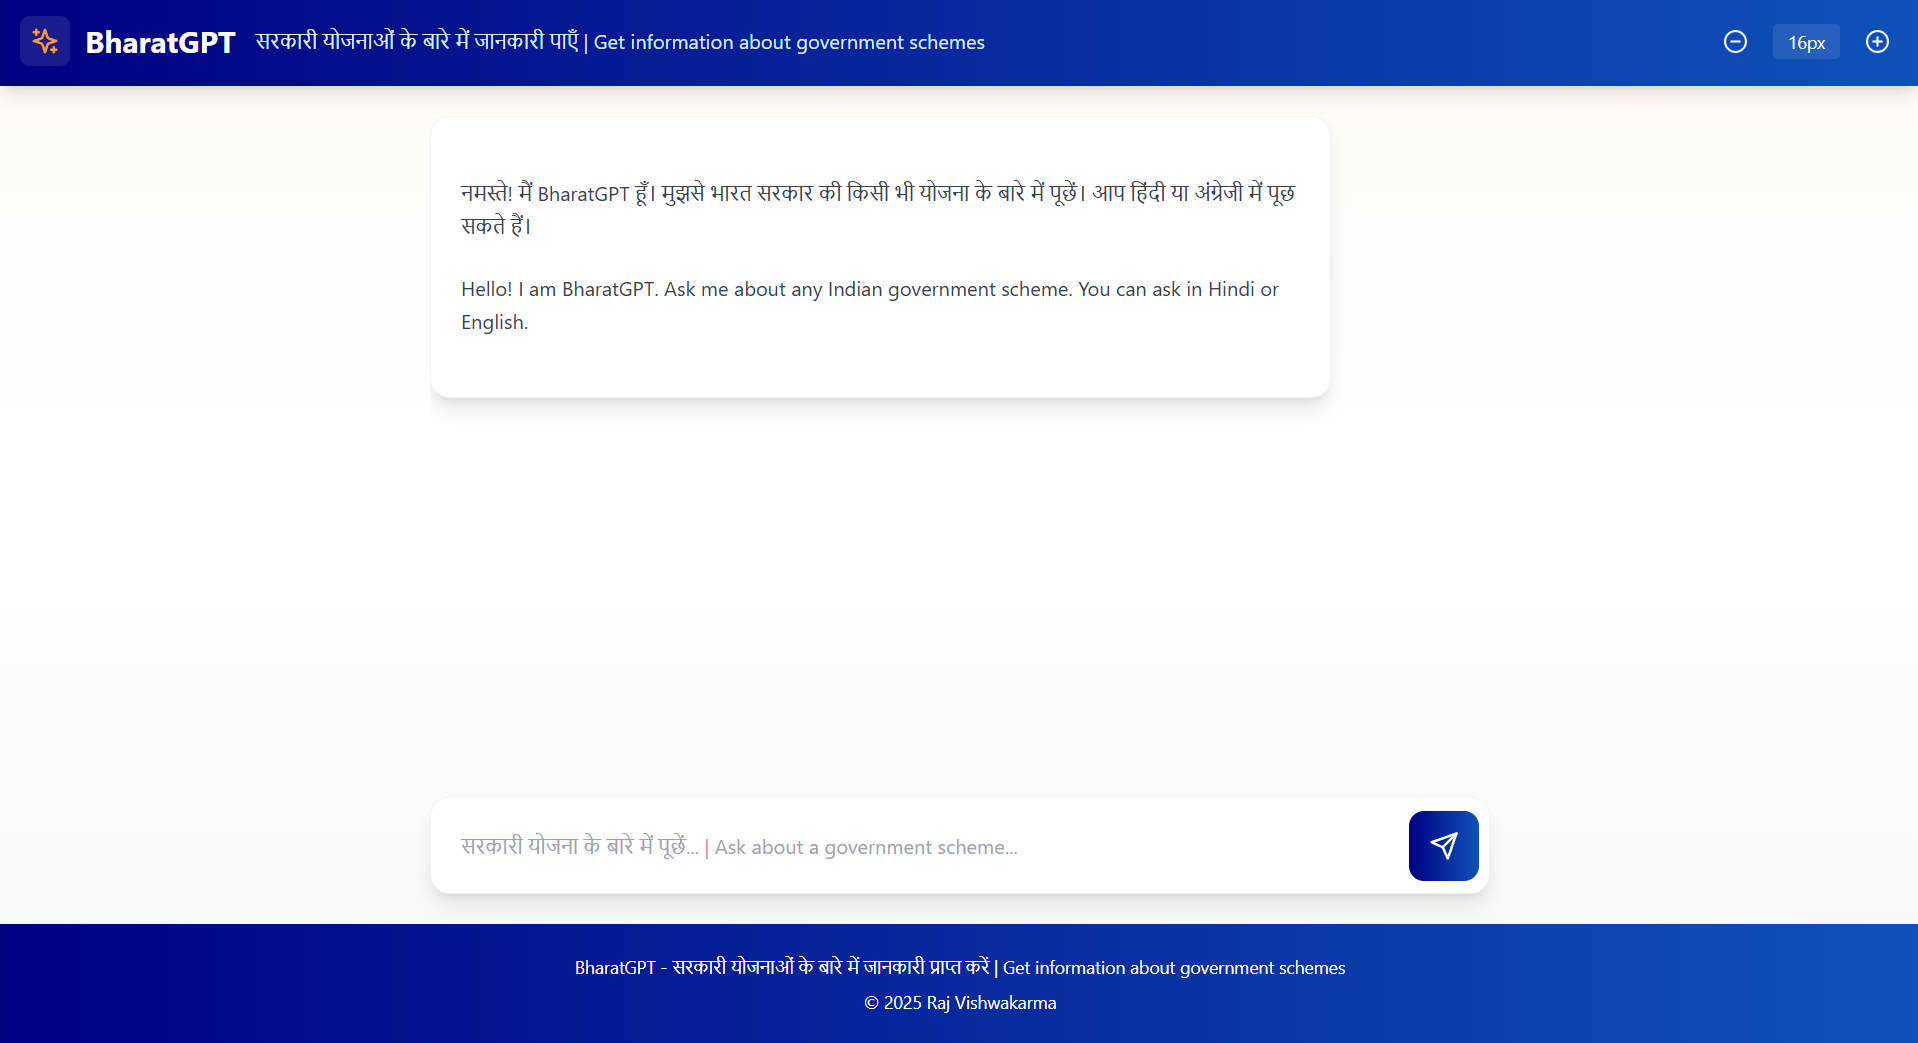 BharatGPT सरकारी योजनाओं के बारे में जानकारी पाएँ | Get information about government schemes 16px
नमस्ते! मैं BharatGPT हूँ। मुझसे भारत सरकार की किसी भी योजना के बारे में पूछें। आप हिंदी या अंग्रेजी में पूछ
सकते हैं।
Hello! I am BharatGPT. Ask me about any Indian government scheme. You can ask in Hindi or
English.
सरकारी योजना के बारे में पूछें... | Ask about a government scheme...
BharatGPT - सरकारी योजनाओं के बारे में जानकारी प्राप्त करें | Get information about government schemes
© 2025 Raj Vishwakarma